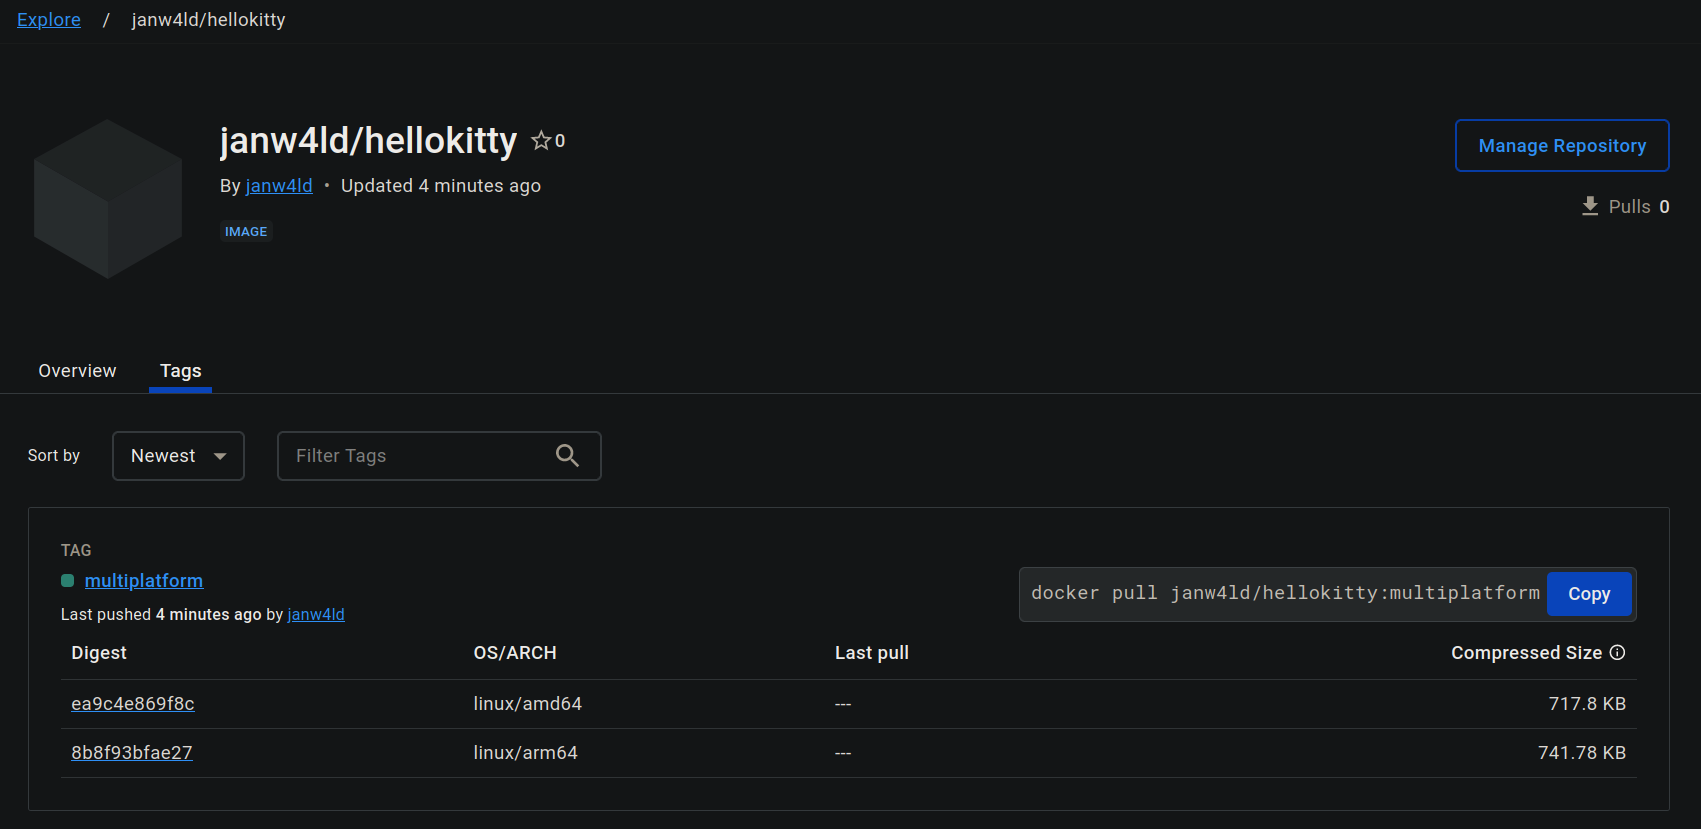 Explore / janw4ld/hellokitty
janw4ld/hellokitty 0
By janw4ld • Updated 4 minutes ago
IMAGE
Manage Repository
Pulls 0
Overview Tags
Sort by Newest Filter Tags
TAG
multiplatform
Last pushed 4 minutes ago by janw4ld
docker pull janw4ld/hellokitty:multiplatform Copy
Digest OS/ARCH Last pull Compressed Size
ea9c4e869f8c linux/amd64 --- 717.8 KB
8b8f93bfae27 linux/arm64 --- 741.78 KB